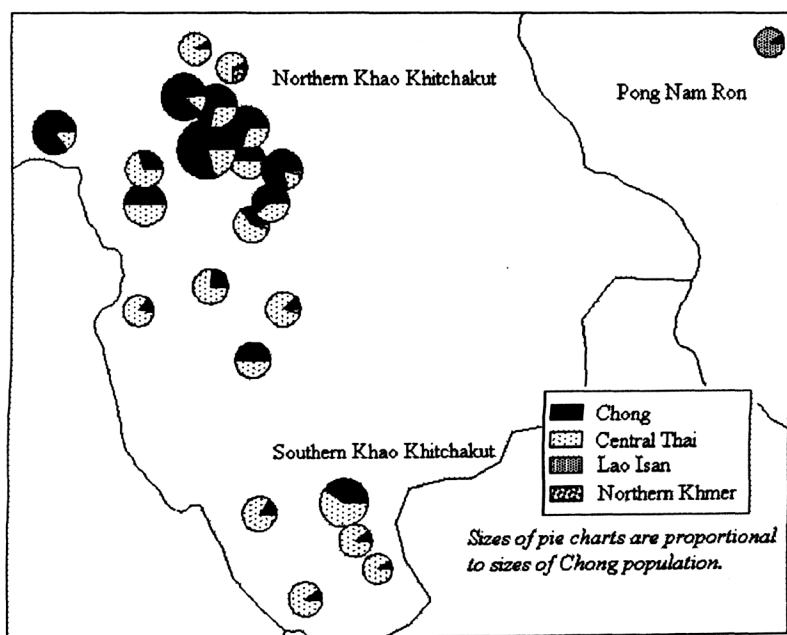 Northern Khao Khitchakut
Pong Nam Ron
Chong
Central Thai
Lao Isan
Northern Khmer
Southern Khao Khitchakut
Sizes of pie charts are proportional
to sizes of Chong population.